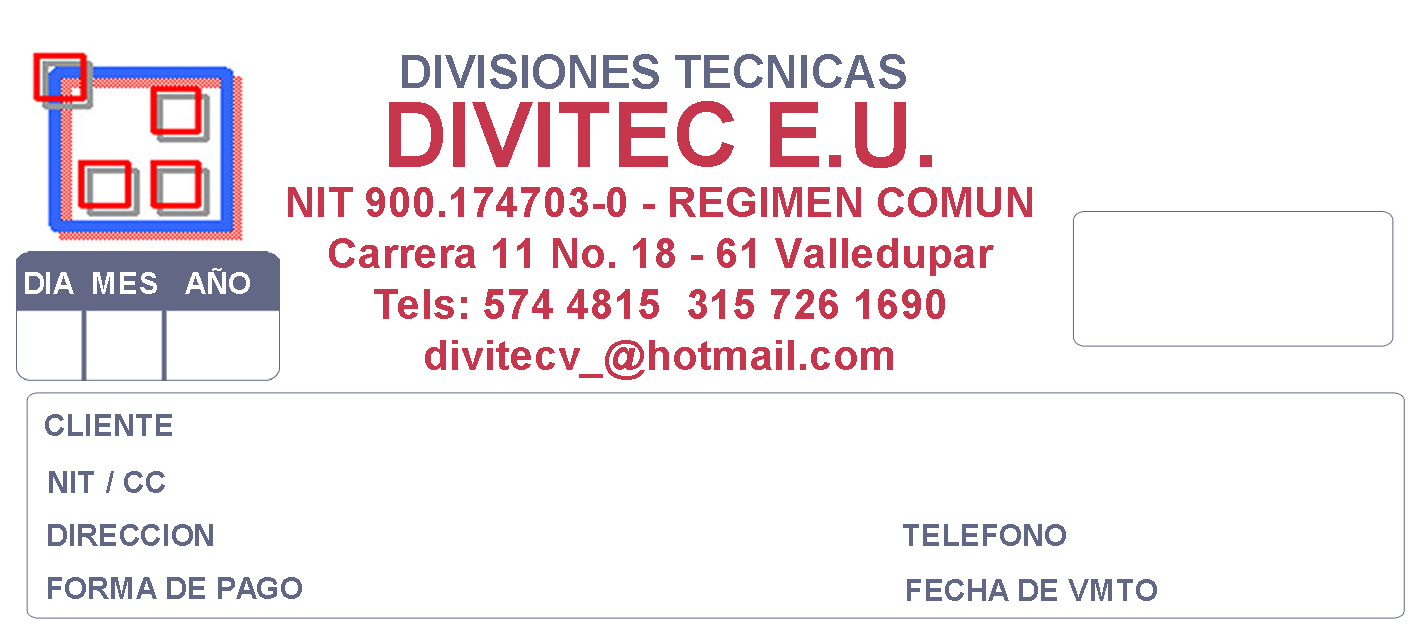 DIVISIONES TECNICAS
DIVITEC E.U.
NIT 900.174703-0 - REGIMEN COMUN
Carrera 11 No. 18 - 61 Valledupar
Tels: 574 4815 315 726 1690
divitecv_@hotmail.com
DIA MES AÑO
CLIENTE
NIT / CC
DIRECCION TELEFONO
FORMA DE PAGO FECHA DE VMTO